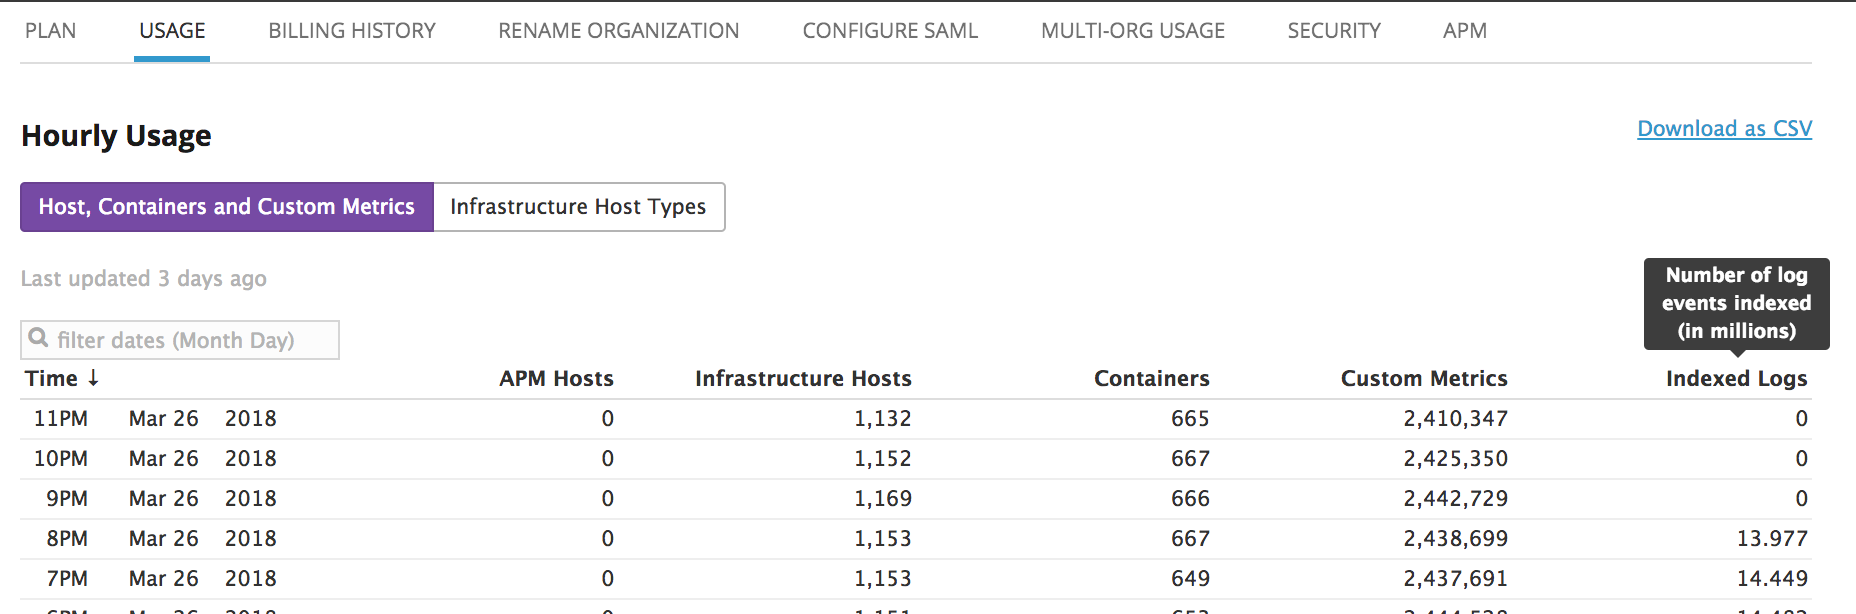 PLAN USAGE BILLING HISTORY RENAME ORGANIZATION CONFIGURE SAML MULTI-ORG USAGE SECURITY APM
Hourly Usage
Download as CSV
Host, Containers and Custom Metrics Infrastructure Host Types
Last updated 3 days ago
Number of log
events indexed
(in millions)
filter dates (Month Day)
Time ↓ APM Hosts Infrastructure Hosts Containers Custom Metrics Indexed Logs
11PM Mar 26 2018 0 1,132 665 2,410,347 0
10PM Mar 26 2018 0 1,152 667 2,425,350 0
9PM Mar 26 2018 0 1,169 666 2,442,729 0
8PM Mar 26 2018 0 1,153 667 2,438,699 13.977
7PM Mar 26 2018 0 1,153 649 2,437,691 14.449